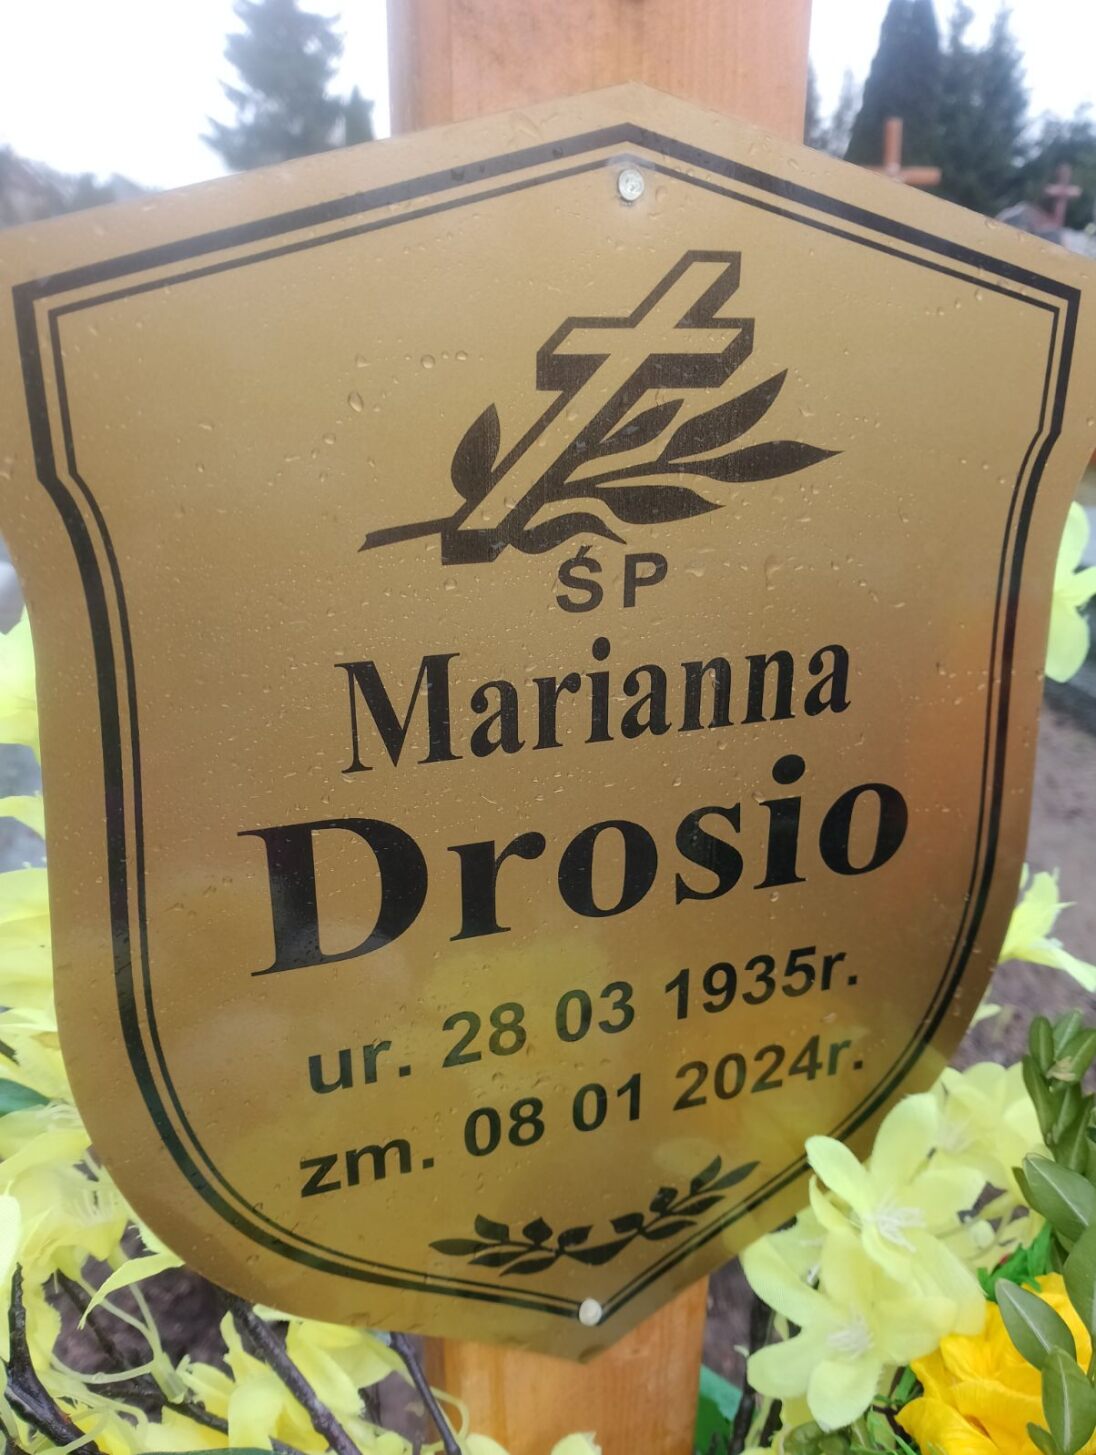 ŚP
Marianna
Drosio
ur. 28 03 1935r.
zm. 08 01 2024r.